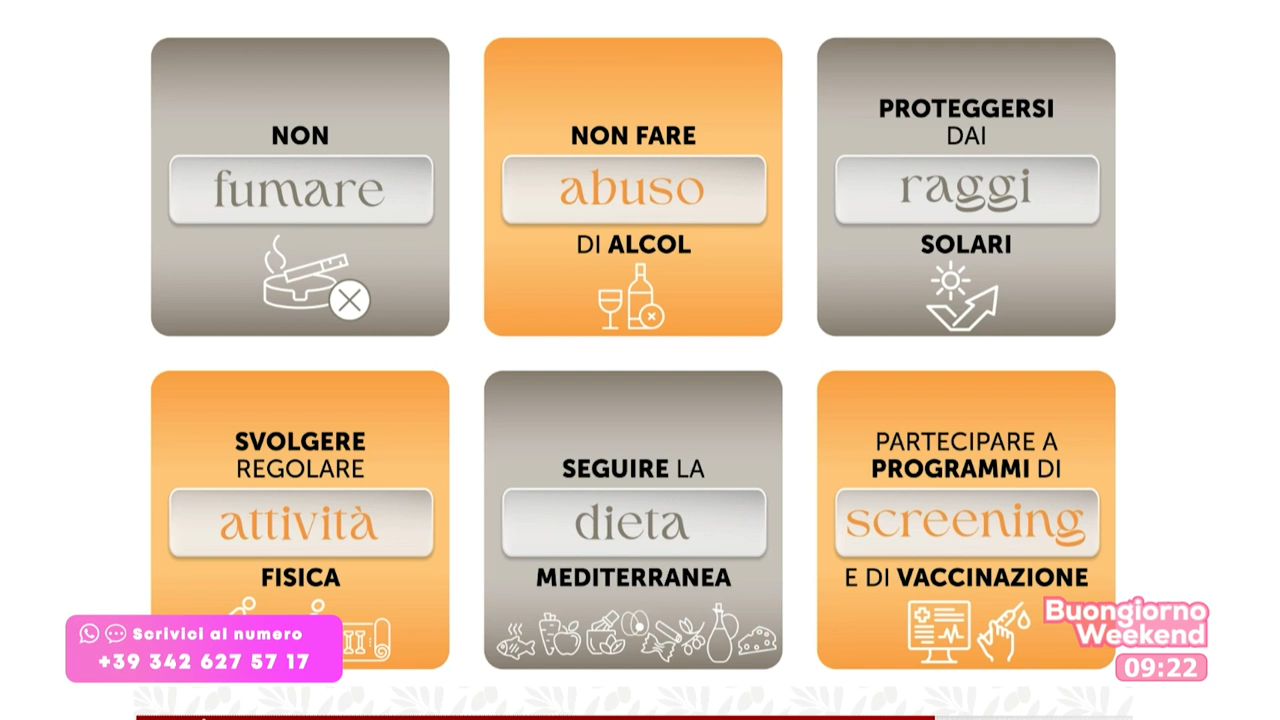 NON
fumare
NON FARE
abuso
DI ALCOL
PROTEGGERSI
DAI
raggi
SOLARI
SVOLGERE
REGOLARE
attività
FISICA
SEGUIRE LA
dieta
MEDITERRANEA
PARTECIPARE A
PROGRAMMI DI
screening
E DI VACCINAZIONE
Scrivici al numero
+39 342 627 57 17
Buongiorno
Weekend
09:22